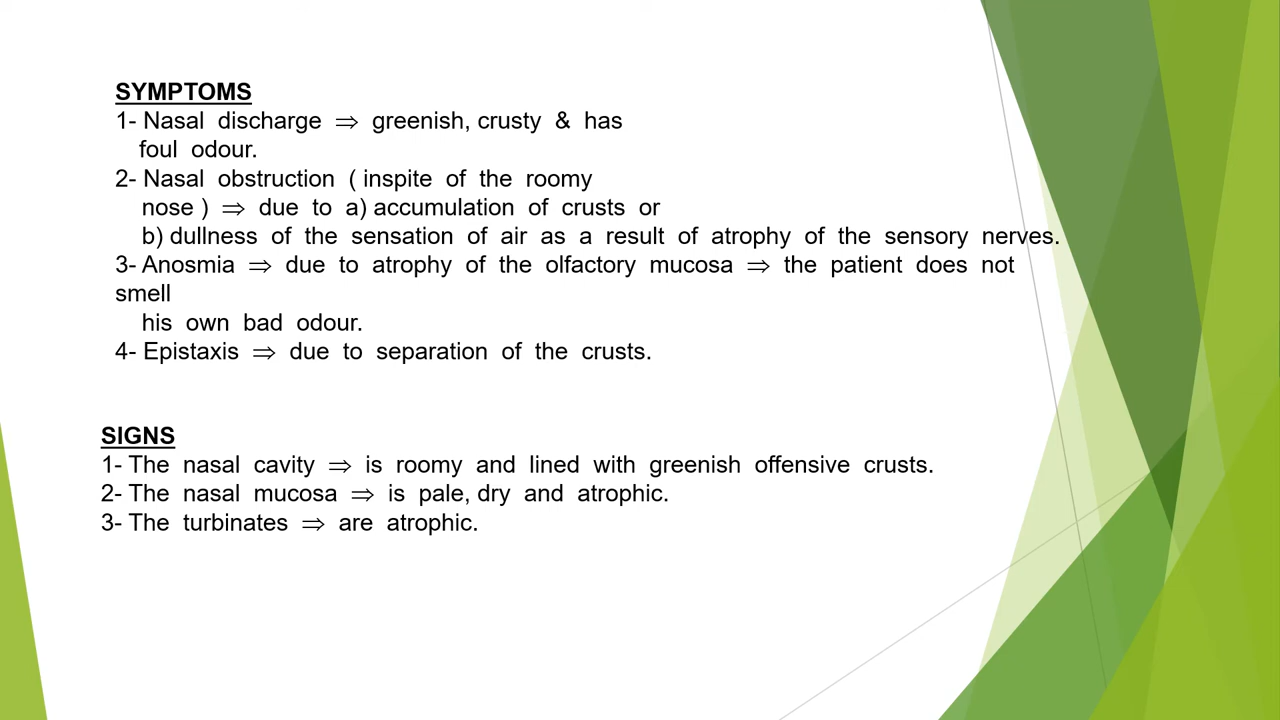 SYMPTOMS
1- Nasal discharge ⇒ greenish, crusty & has
foul odour.
2- Nasal obstruction ( inspite of the roomy
nose ) ⇒ due to a) accumulation of crusts or
b) dullness of the sensation of air as a result of atrophy of the sensory nerves.
3- Anosmia ⇒ due to atrophy of the olfactory mucosa ⇒ the patient does not
smell
his own bad odour.
4- Epistaxis ⇒ due to separation of the crusts.
SIGNS
1- The nasal cavity ⇒ is roomy and lined with greenish offensive crusts.
2- The nasal mucosa ⇒ is pale, dry and atrophic.
3- The turbinates ⇒ are atrophic.